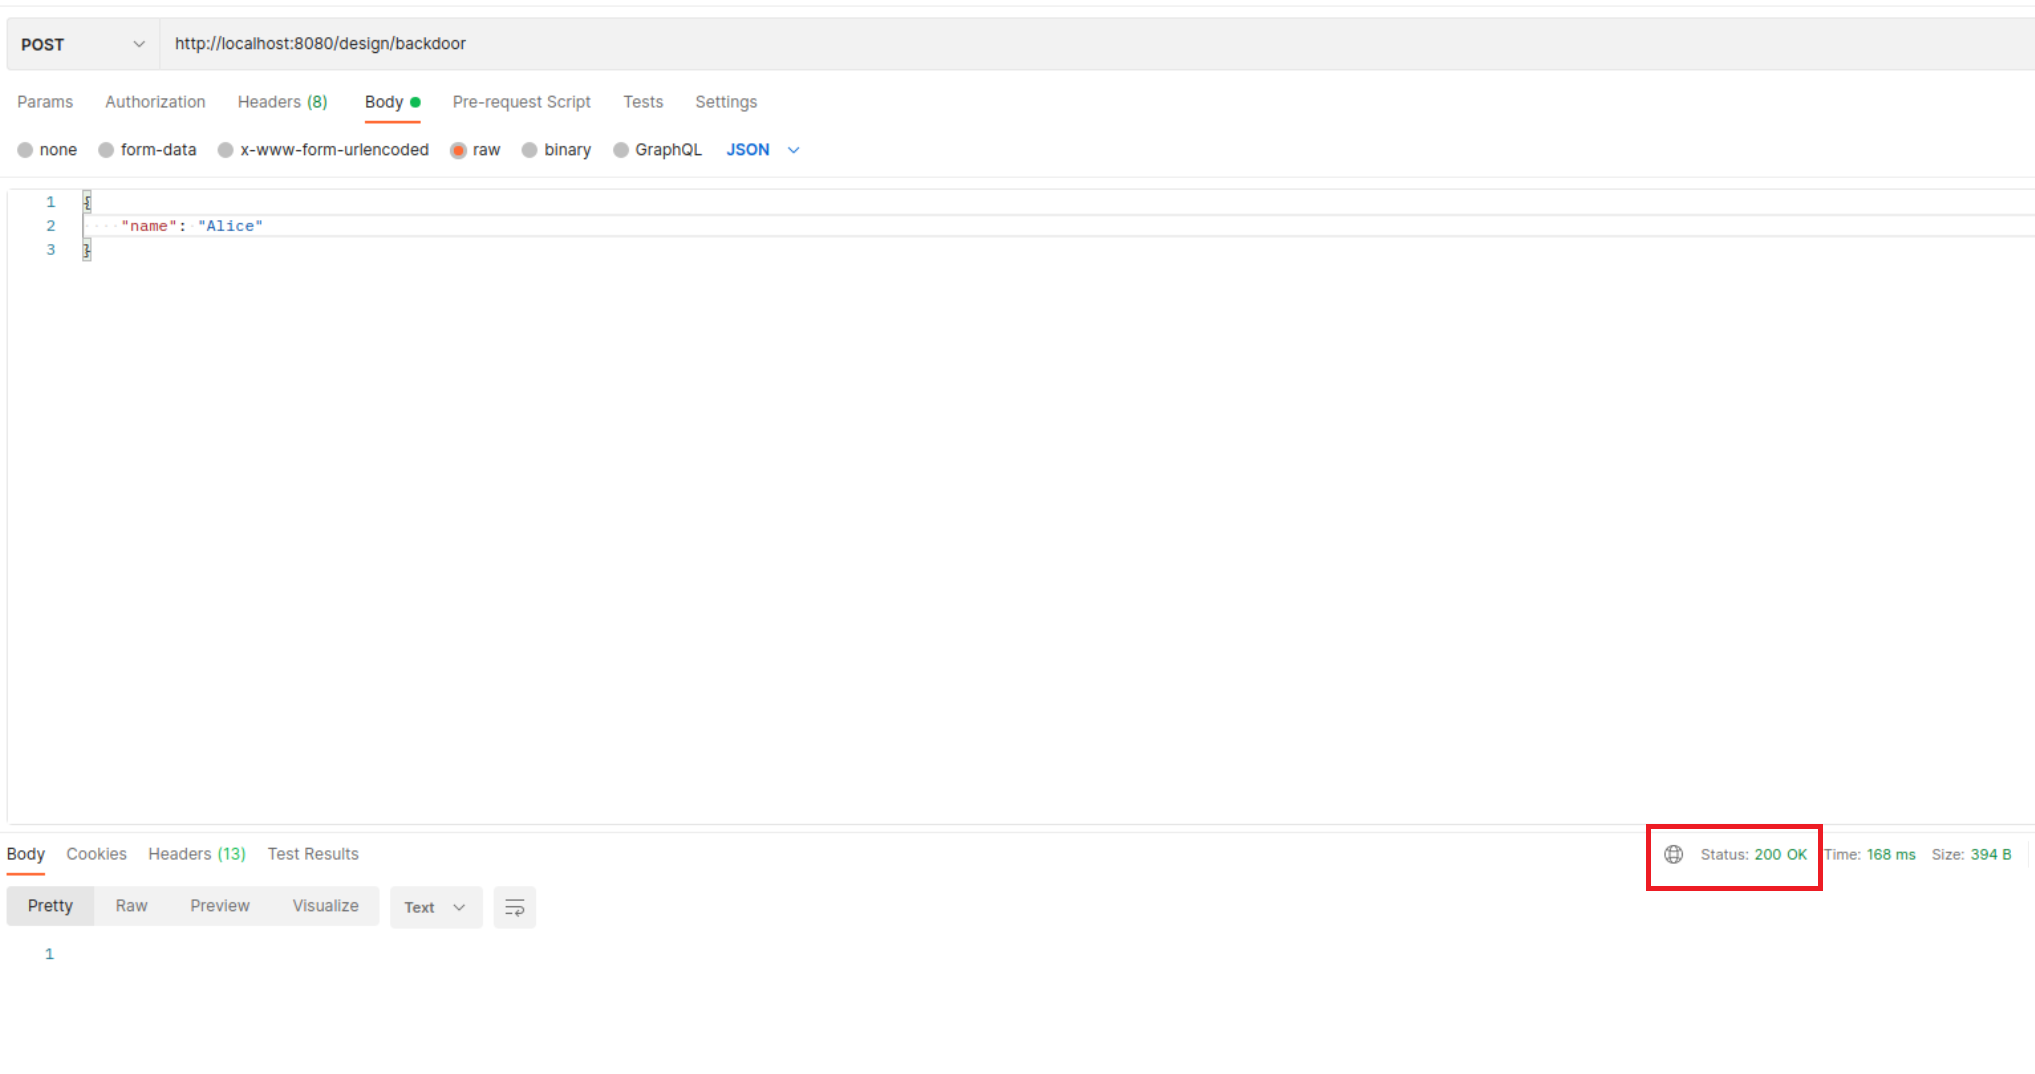 POST http://localhost:8080/design/backdoor
Params Authorization Headers (8) Body Pre-request Script Tests Settings
none form-data x-www-form-urlencoded raw binary GraphQL JSON
1 {
2 "name": "Alice"
3 }
Body Cookies Headers (13) Test Results Status: 200 OK Time: 168 ms Size: 394 B
Pretty Raw Preview Visualize Text
1